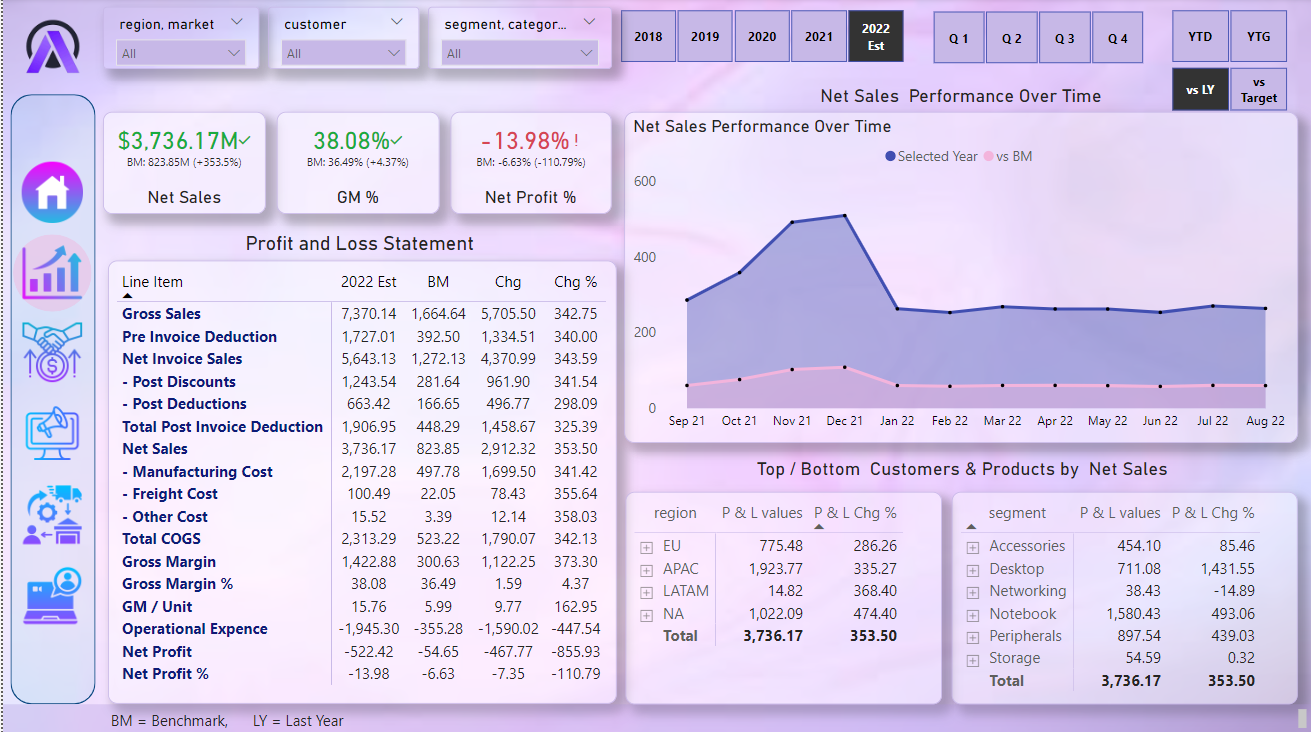 region, market
All
customer
All
segment, categor...
All
2018
2019
2020
2021
2022
Est
Q 1
Q 2
Q 3
Q 4
YTD
YTG
vs LY
vs
Target
$3,736.17M
BM: 823.85M (+353.5%)
Net Sales
38.08%
BM: 36.49% (+4.37%)
GM %
-13.98% !
BM: -6.63% (-110.79%)
Net Profit %
Net Sales Performance Over Time
Net Sales Performance Over Time
Selected Year vs BM
600
400
200
0
Sep 21 Oct 21 Nov 21 Dec 21 Jan 22 Feb 22 Mar 22 Apr 22 May 22 Jun 22 Jul 22 Aug 22
Profit and Loss Statement
Line Item 2022 Est BM Chg Chg %
Gross Sales 7,370.14 1,664.64 5,705.50 342.75
Pre Invoice Deduction 1,727.01 392.50 1,334.51 340.00
Net Invoice Sales 5,643.13 1,272.13 4,370.99 343.59
- Post Discounts 1,243.54 281.64 961.90 341.54
- Post Deductions 663.42 166.65 496.77 298.09
Total Post Invoice Deduction 1,906.95 448.29 1,458.67 325.39
Net Sales 3,736.17 823.85 2,912.32 353.50
- Manufacturing Cost 2,197.28 497.78 1,699.50 341.42
- Freight Cost 100.49 22.05 78.43 355.64
- Other Cost 15.52 3.39 12.14 358.03
Total COGS 2,313.29 523.22 1,790.07 342.13
Gross Margin 1,422.88 300.63 1,122.25 373.30
Gross Margin % 38.08 36.49 1.59 4.37
GM / Unit 15.76 5.99 9.77 162.95
Operational Expence -1,945.30 -355.28 -1,590.02 -447.54
Net Profit -522.42 -54.65 -467.77 -855.93
Net Profit % -13.98 -6.63 -7.35 -110.79
Top / Bottom Customers & Products by Net Sales
region P & L values P & L Chg %
EU 775.48 286.26
APAC 1,923.77 335.27
LATAM 14.82 368.40
NA 1,022.09 474.40
Total 3,736.17 353.50
segment P & L values P & L Chg %
Accessories 454.10 85.46
Desktop 711.08 1,431.55
Networking 38.43 -14.89
Notebook 1,580.43 493.06
Peripherals 897.54 439.03
Storage 54.59 0.32
Total 3,736.17 353.50
BM = Benchmark, LY = Last Year